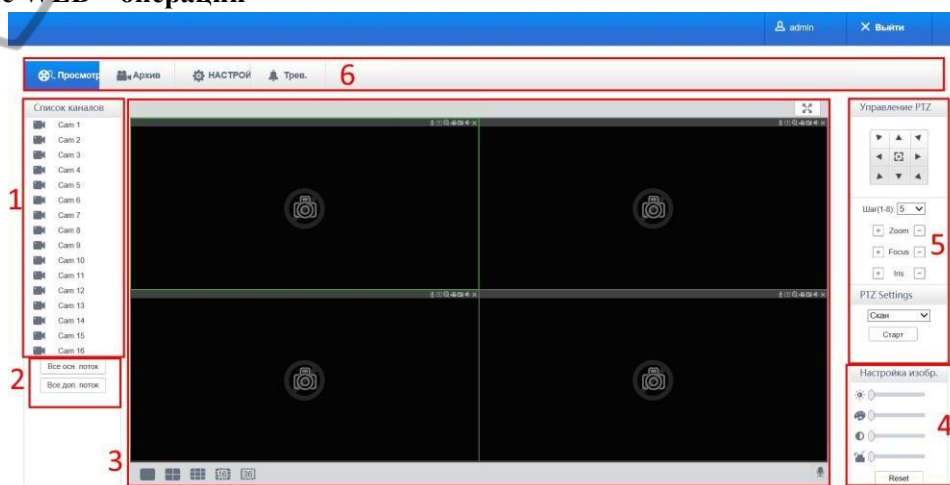 WEB – операции
admin
Выйти
Просмотр
Архив
НАСТРОЙ
Трев.
6
Список каналов
Cam 1
Cam 2
Cam 3
Cam 4
Cam 5
Cam 6
Cam 7
Cam 8
Cam 9
Cam 10
Cam 11
Cam 12
Cam 13
Cam 14
Cam 15
Cam 16
1
Все осн. поток
Все доп. поток
2
3
16
36
Управление PTZ
Шаг(1-8): 5
+ Zoom -
+ Focus -
+ Iris -
5
PTZ Settings
Скан
Старт
Настройка изобр.
4
Reset